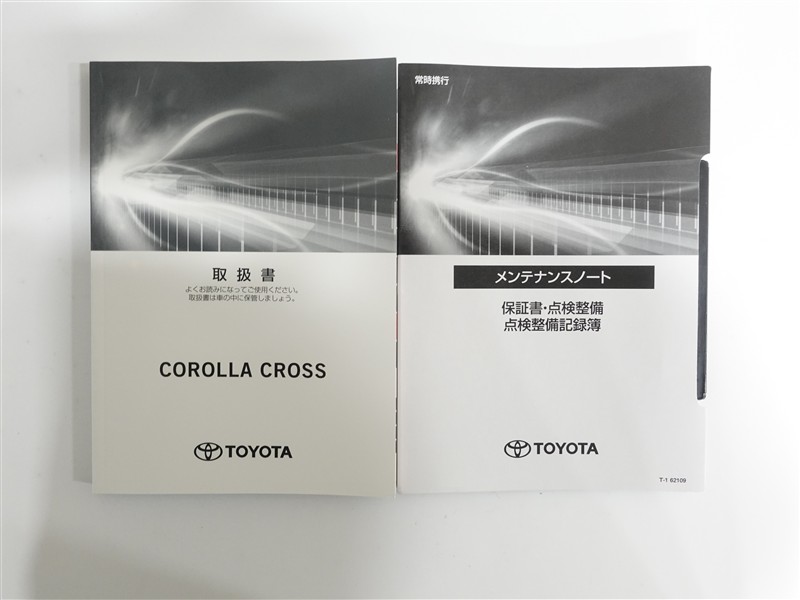 取扱書
よくお読みになってご使用ください。
取扱書は車の中に保管しましょう。
COROLLA CROSS
TOYOTA
常時携行
メンテナンスノート
保証書・点検整備
点検整備記録簿
TOYOTA
T-1 62109